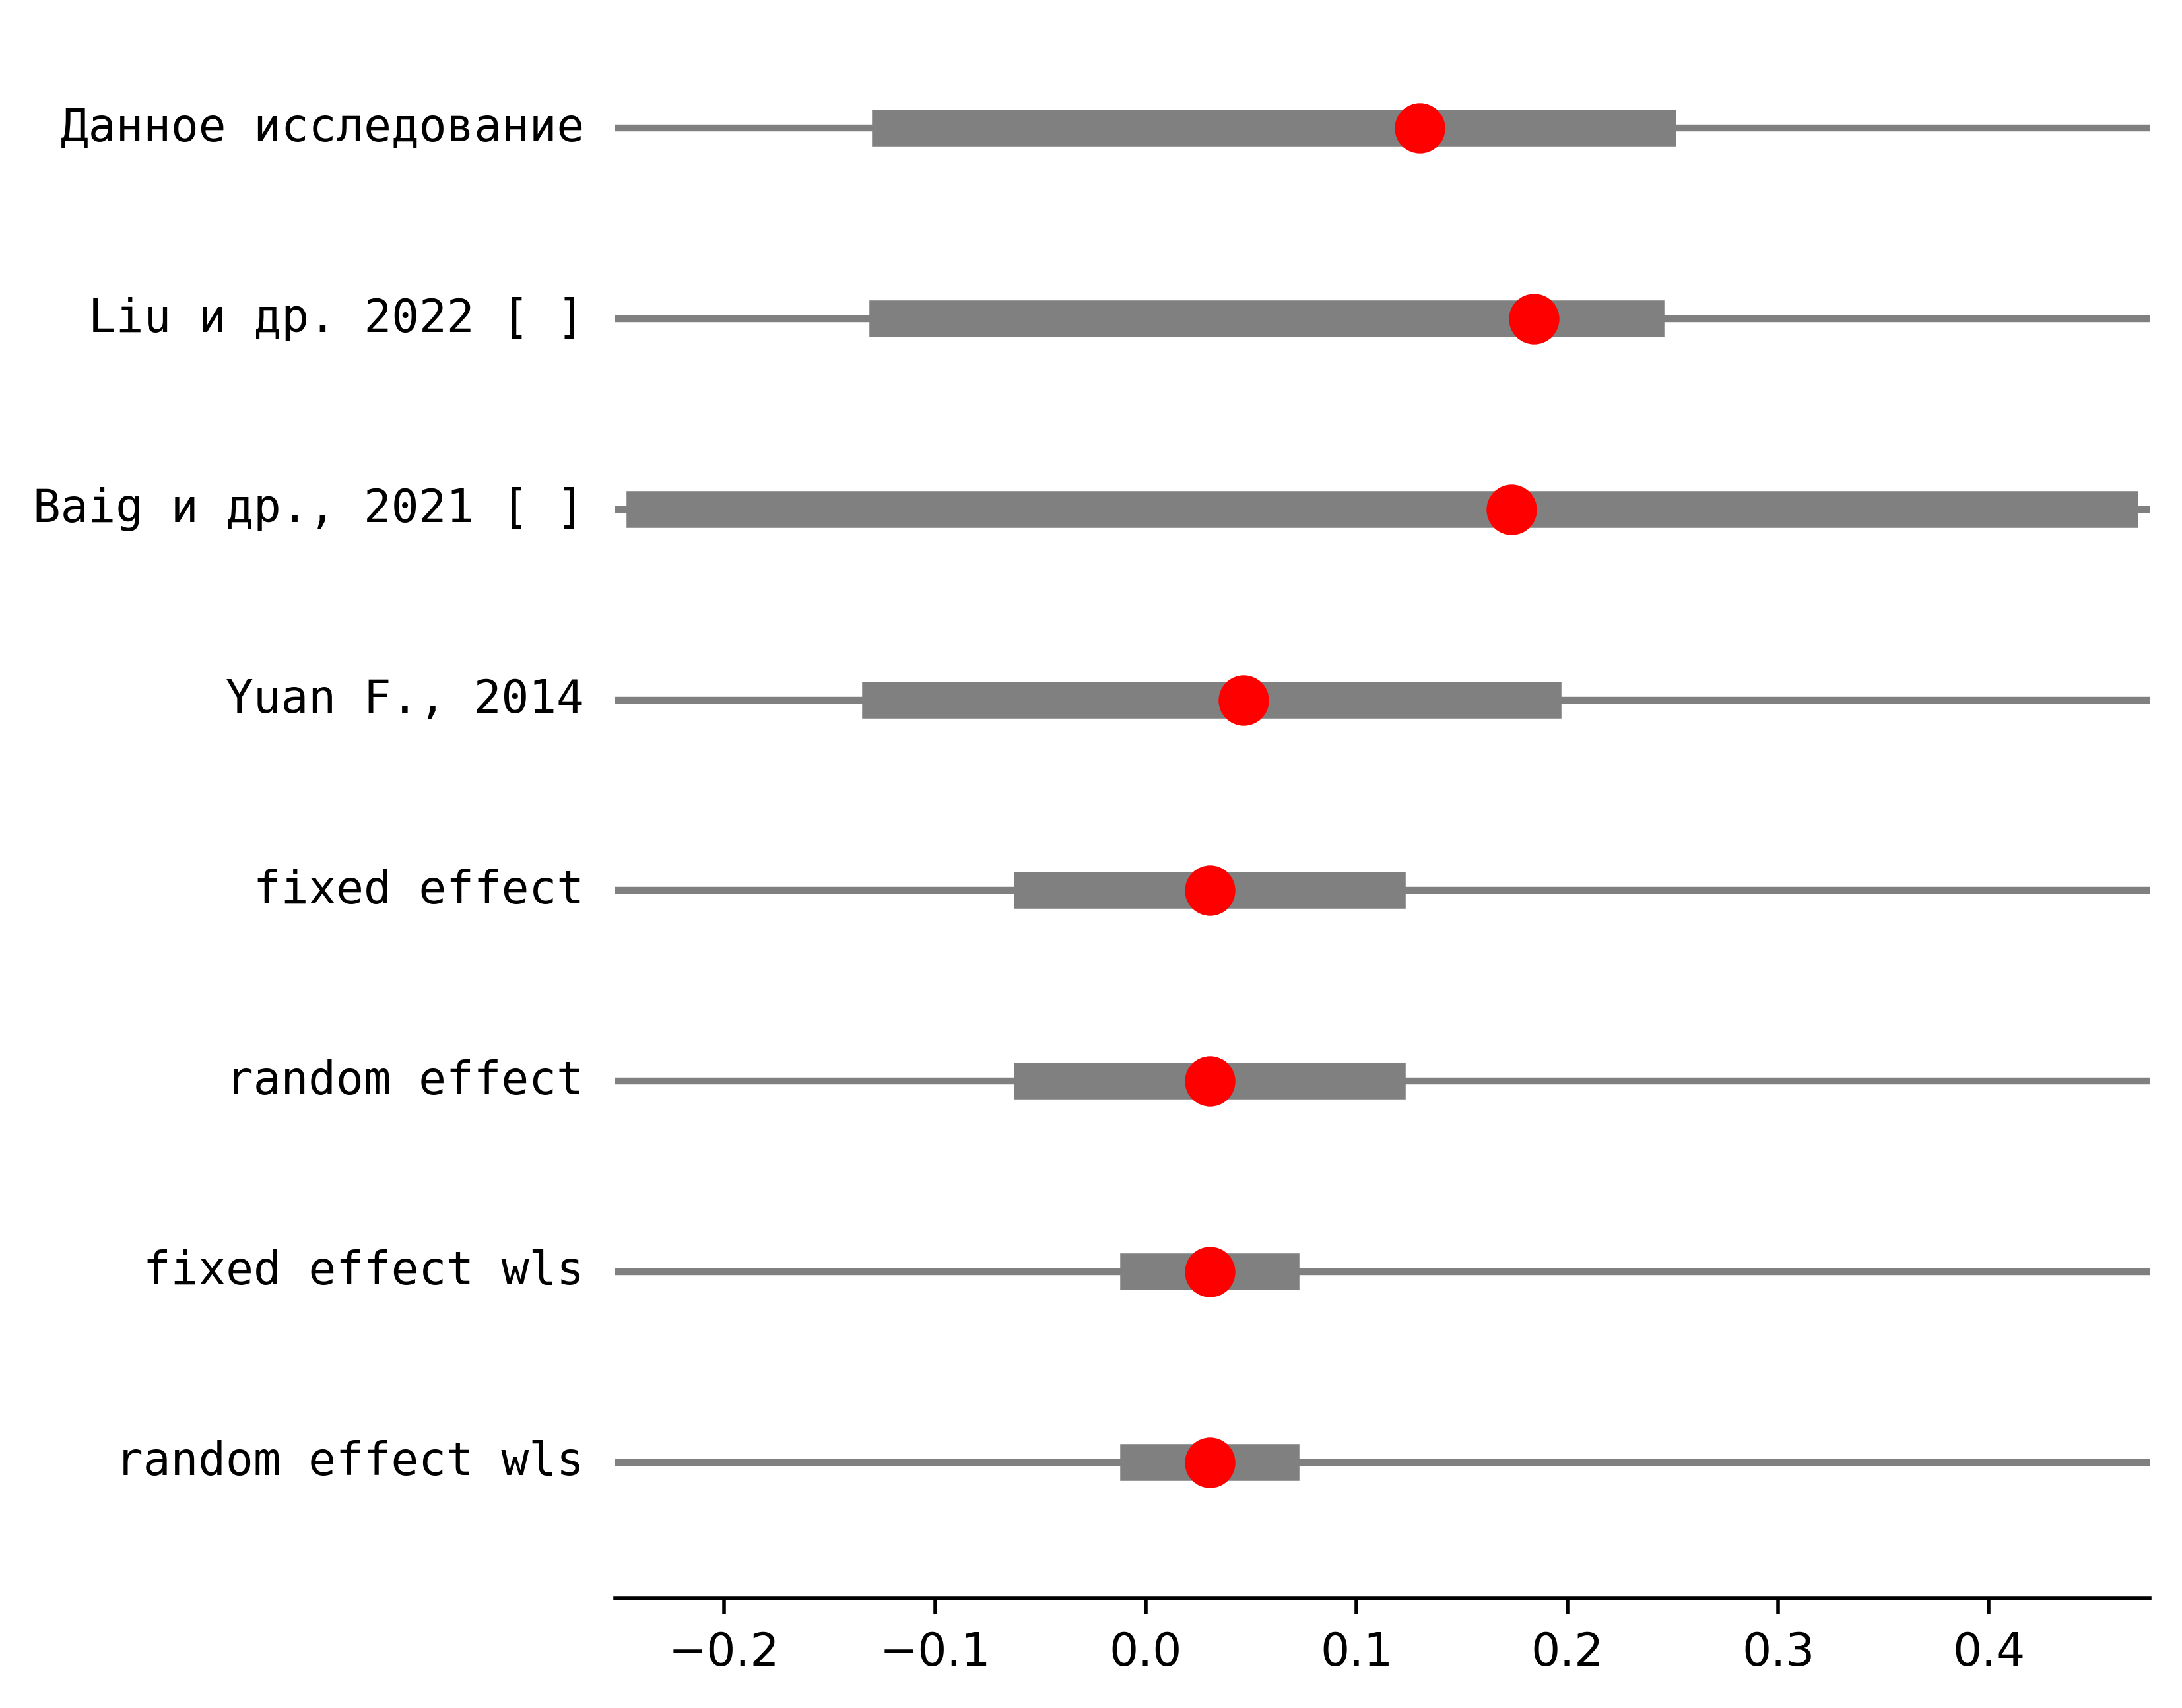 Данное исследование
Liu и др. 2022 [ ]
Baig и др., 2021 [ ]
Yuan F., 2014
fixed effect
random effect
fixed effect wls
random effect wls
−0.2 −0.1 0.0 0.1 0.2 0.3 0.4